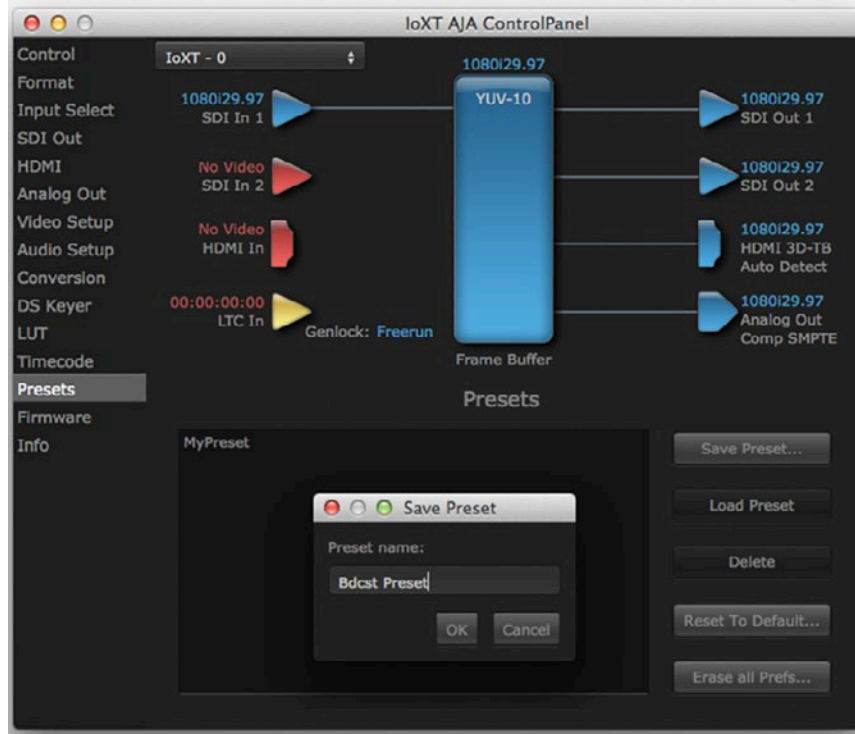 IoXT AJA ControlPanel
Control
Format
Input Select
SDI Out
HDMI
Analog Out
Video Setup
Audio Setup
Conversion
DS Keyer
LUT
Timecode
Presets
Firmware
Info
IoXT - 0
1080i29.97
SDI In 1
No Video
SDI In 2
No Video
HDMI In
00:00:00:00
LTC In
Genlock: Freerun
1080i29.97
YUV-10
Frame Buffer
1080i29.97
SDI Out 1
1080i29.97
SDI Out 2
1080i29.97
HDMI 3D-TB
Auto Detect
1080i29.97
Analog Out
Comp SMPTE
Presets
MyPreset
Save Preset
Preset name:
Bdcst Preset
OK
Cancel
Save Preset...
Load Preset
Delete
Reset To Default...
Erase all Prefs...